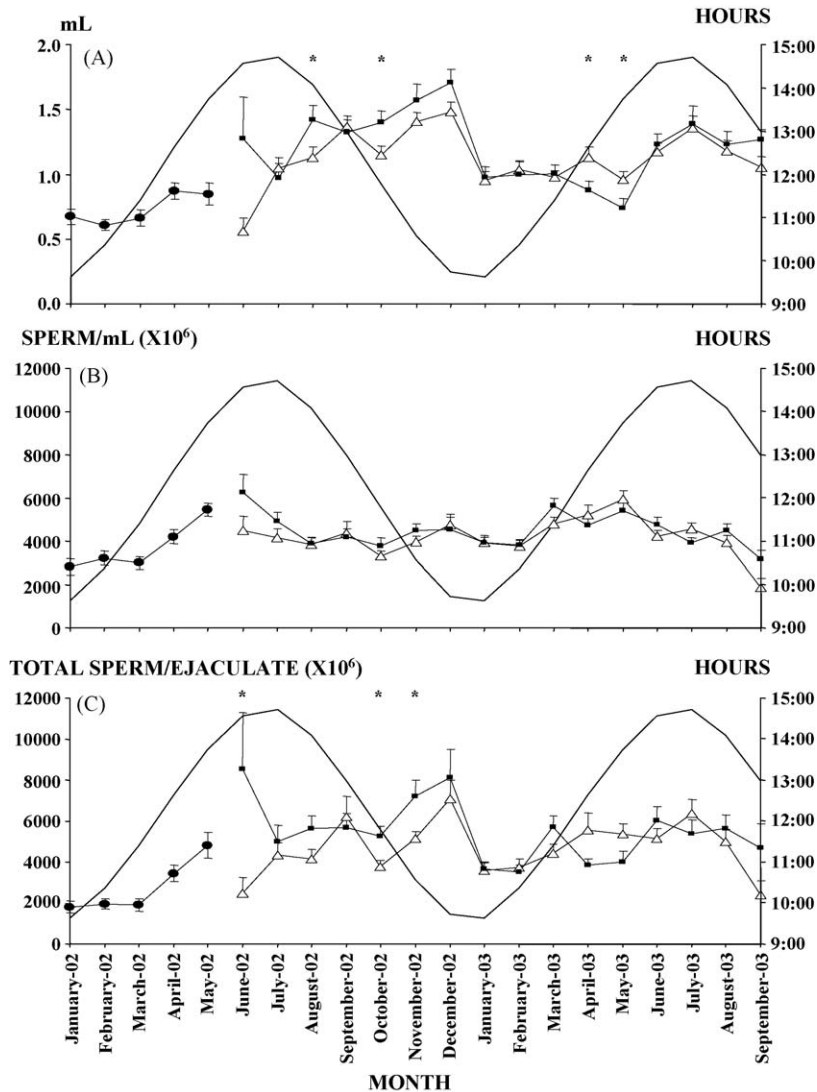 mL HOURS
(A)
2.0
1.5
1.0
0.5
0.0
* * * *
15:00
14:00
13:00
12:00
11:00
10:00
9:00
SPERM/mL (X10⁶) HOURS
(B)
12000
10000
8000
6000
4000
2000
0
15:00
14:00
13:00
12:00
11:00
10:00
9:00
TOTAL SPERM/EJACULATE (X10⁶) HOURS
(C)
12000
10000
8000
6000
4000
2000
0
* * *
15:00
14:00
13:00
12:00
11:00
10:00
9:00
January-02
February-02
March-02
April-02
May-02
June-02
July-02
August-02
September-02
October-02
November-02
December-02
January-03
February-03
March-03
April-03
May-03
June-03
July-03
August-03
September-03
MONTH